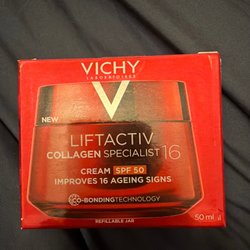 VICHY
LABORATOIRES
NEW
LIFTACTIV
COLLAGEN SPECIALIST 16
CREAM SPF 50
IMPROVES 16 AGEING SIGNS
CO-BONDING TECHNOLOGY
REFILLABLE JAR
50 ml